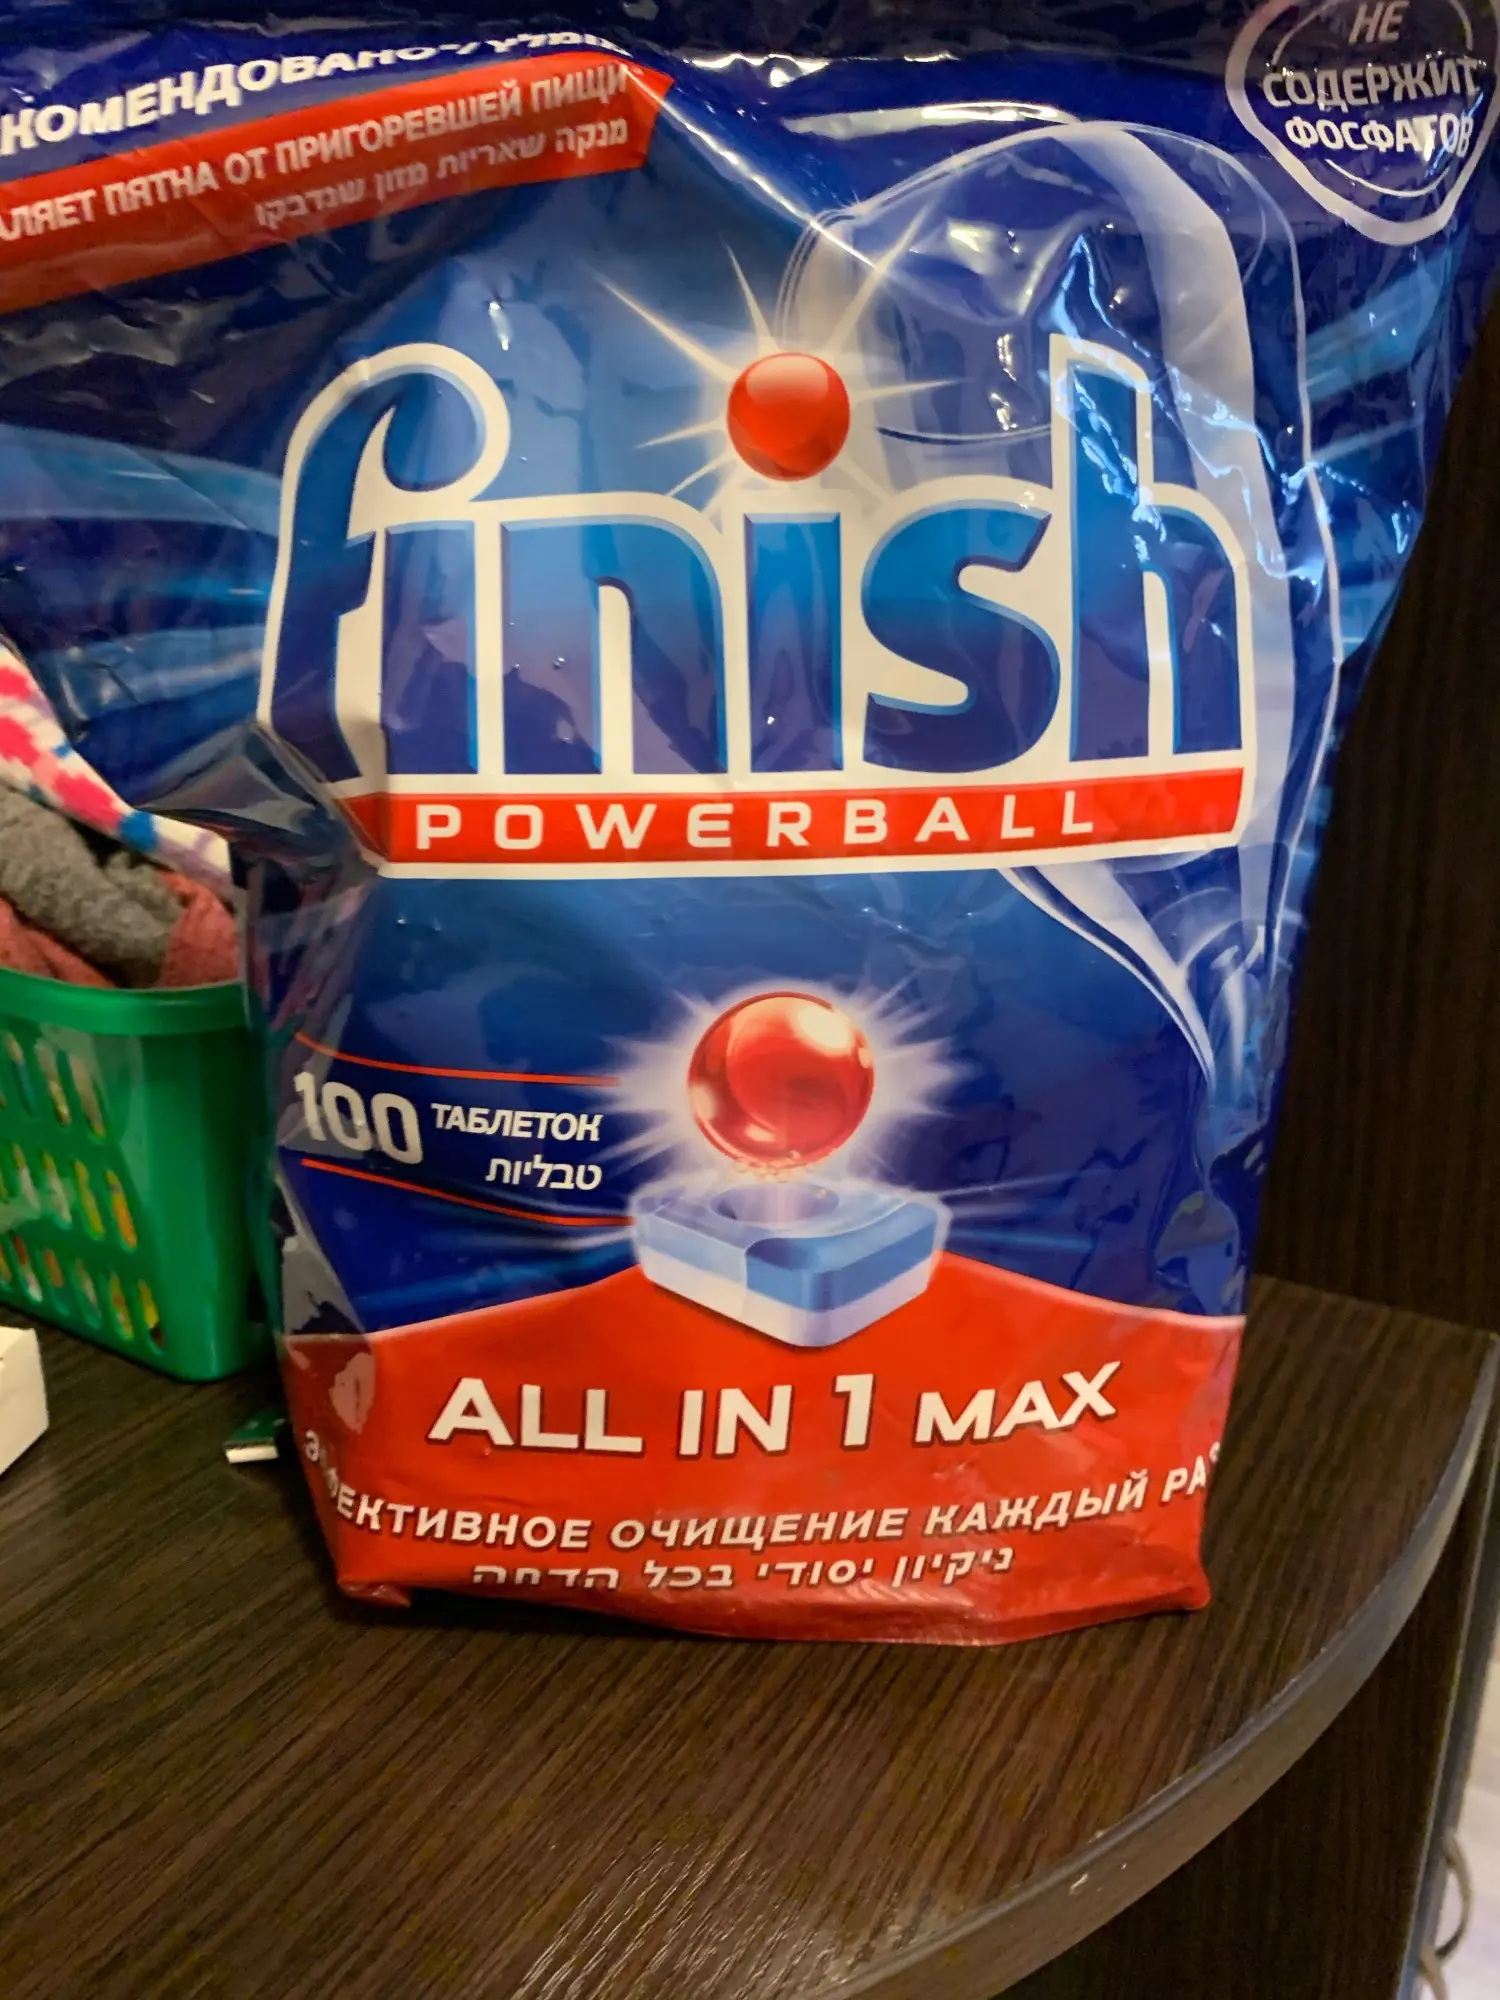 НЕ
СОДЕРЖИТ
ФОСФАТОВ
КОМЕНДОВАНО
АЛЯЕТ ПЯТНА ОТ ПРИГОРЕВШЕЙ ПИЩИ
מנקה שאריות מזון שנדבקו
finish
POWERBALL
100 ТАБЛЕТОК
טבליות
ALL IN 1 MAX
ЭФФЕКТИВНОЕ ОЧИЩЕНИЕ КАЖДЫЙ РАЗ
ניקיון יסודי בכל הדחה